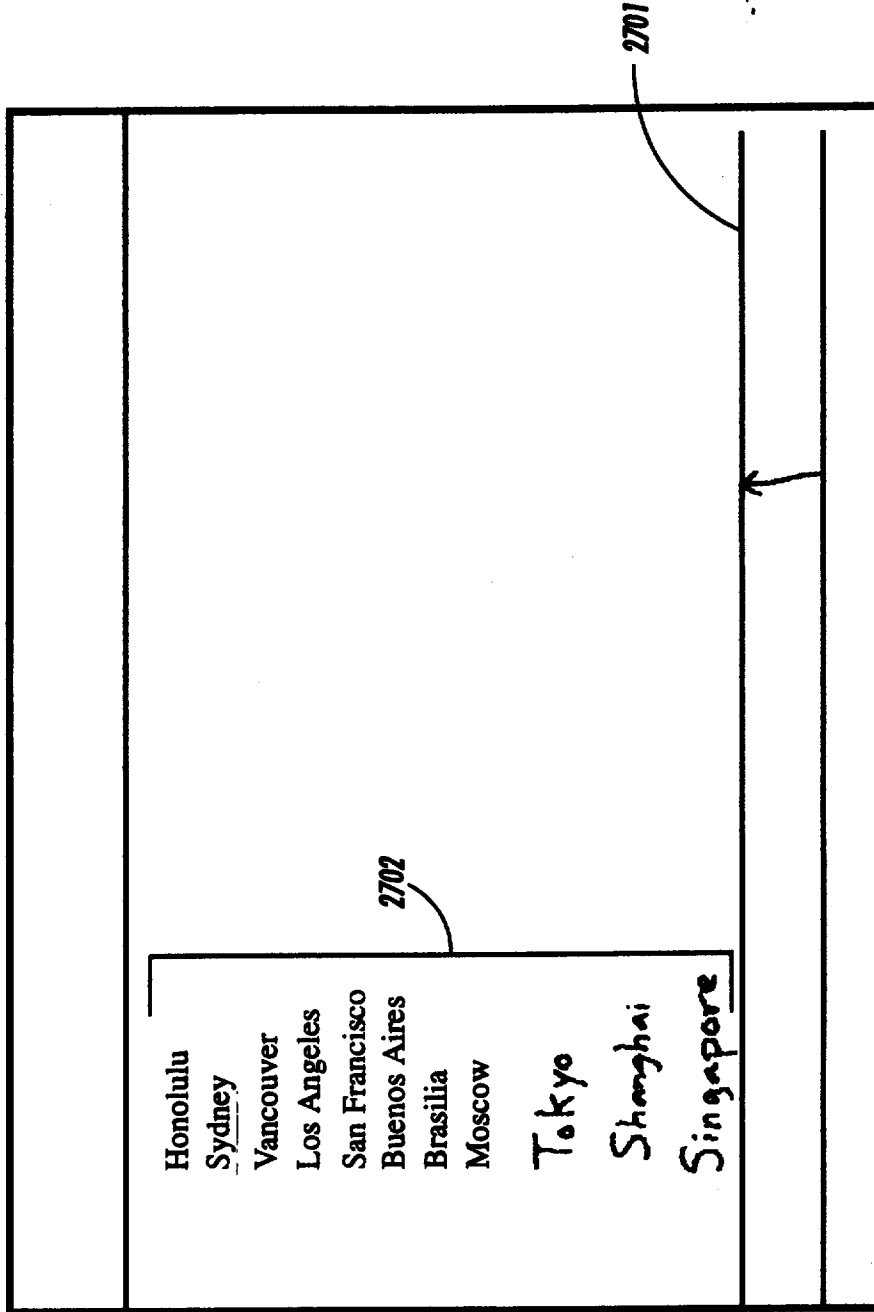 Honolulu
Sydney
Vancouver
Los Angeles
San Francisco
Buenos Aires
Brasilia
Moscow
Tokyo
Shanghai
Singapore
2702
2701